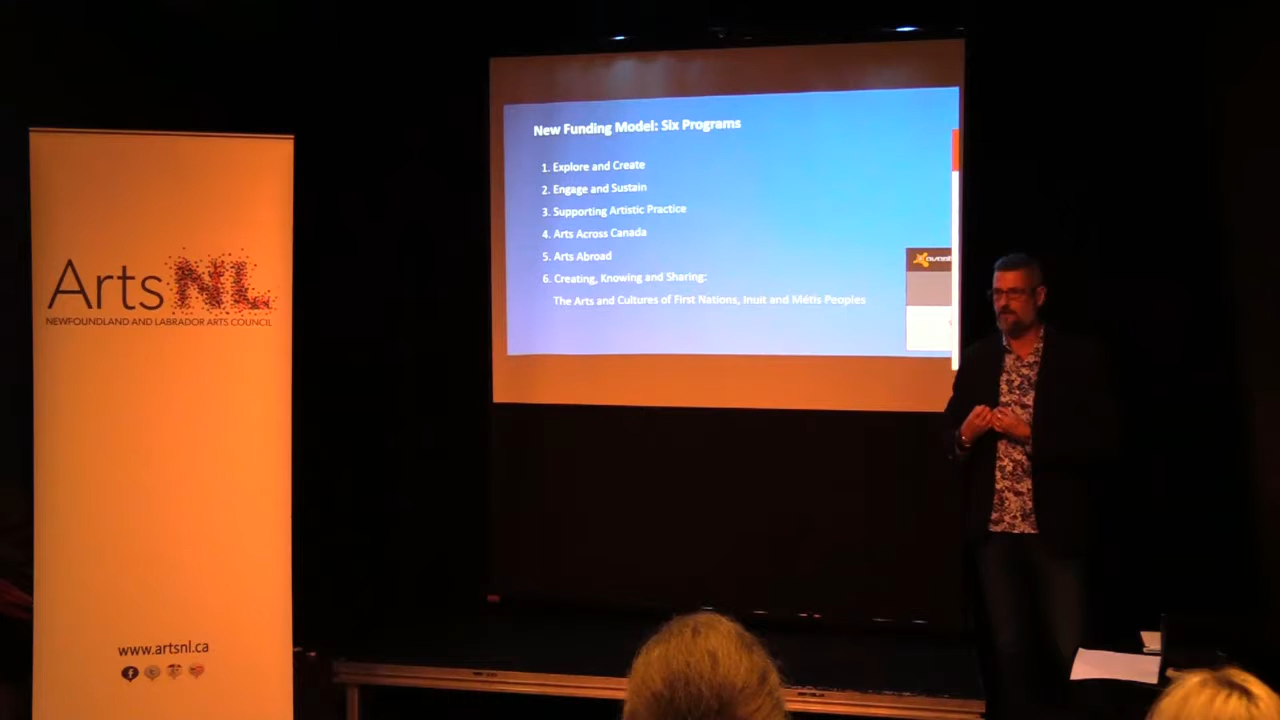 Arts NL
NEWFOUNDLAND AND LABRADOR ARTS COUNCIL
www.artsnl.ca
New Funding Model: Six Programs
1. Explore and Create
2. Engage and Sustain
3. Supporting Artistic Practice
4. Arts Across Canada
5. Arts Abroad
6. Creating, Knowing and Sharing:
The Arts and Cultures of First Nations, Inuit and Métis Peoples